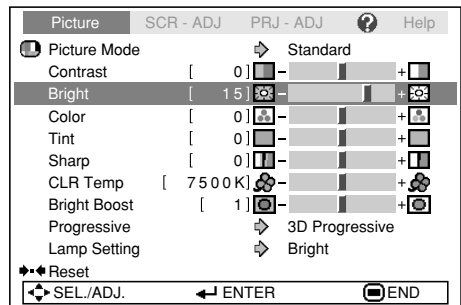 Picture SCR - ADJ PRJ - ADJ ? Help
Picture Mode Standard
Contrast [ 0] - +
Bright [ 15] - +
Color [ 0] - +
Tint [ 0] - +
Sharp [ 0] - +
CLR Temp [ 7500K] - +
Bright Boost [ 1] - +
Progressive 3D Progressive
Lamp Setting Bright
Reset
SEL./ADJ. ENTER END